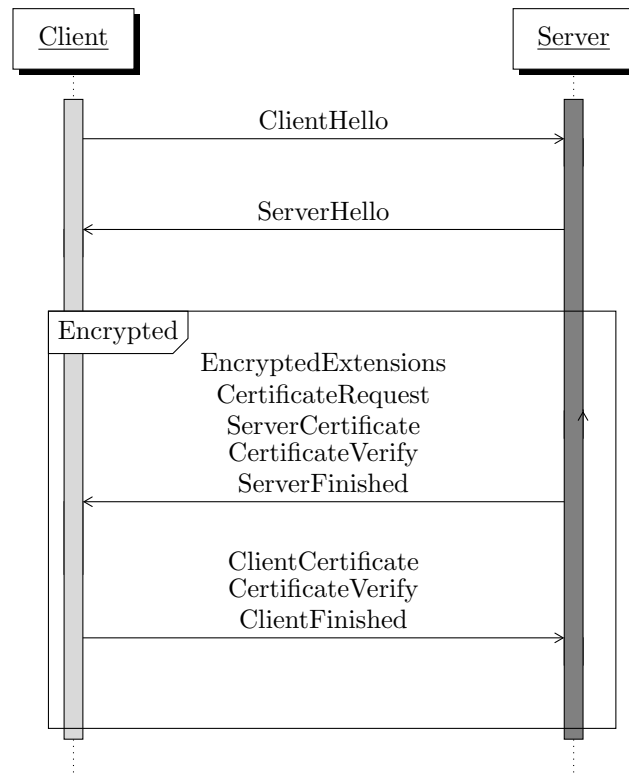 Client
Server
ClientHello
ServerHello
Encrypted
EncryptedExtensions
CertificateRequest
ServerCertificate
CertificateVerify
ServerFinished
ClientCertificate
CertificateVerify
ClientFinished